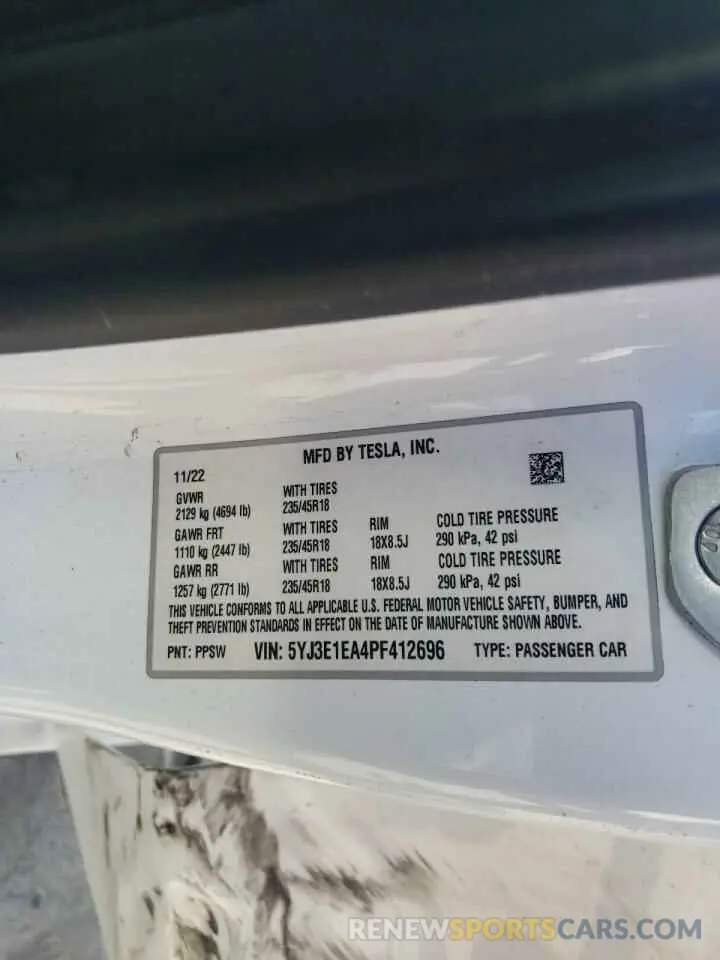 MFD BY TESLA, INC.
11/22
GVWR WITH TIRES
2129 kg (4694 lb) 235/45R18
GAWR FRT WITH TIRES RIM COLD TIRE PRESSURE
1110 kg (2447 lb) 235/45R18 18X8.5J 290 kPa, 42 psi
GAWR RR WITH TIRES RIM COLD TIRE PRESSURE
1257 kg (2771 lb) 235/45R18 18X8.5J 290 kPa, 42 psi
THIS VEHICLE CONFORMS TO ALL APPLICABLE U.S. FEDERAL MOTOR VEHICLE SAFETY, BUMPER, AND
THEFT PREVENTION STANDARDS IN EFFECT ON THE DATE OF MANUFACTURE SHOWN ABOVE.
PNT: PPSW VIN: 5YJ3E1EA4PF412696 TYPE: PASSENGER CAR
RENEWSPORTSCARS.COM